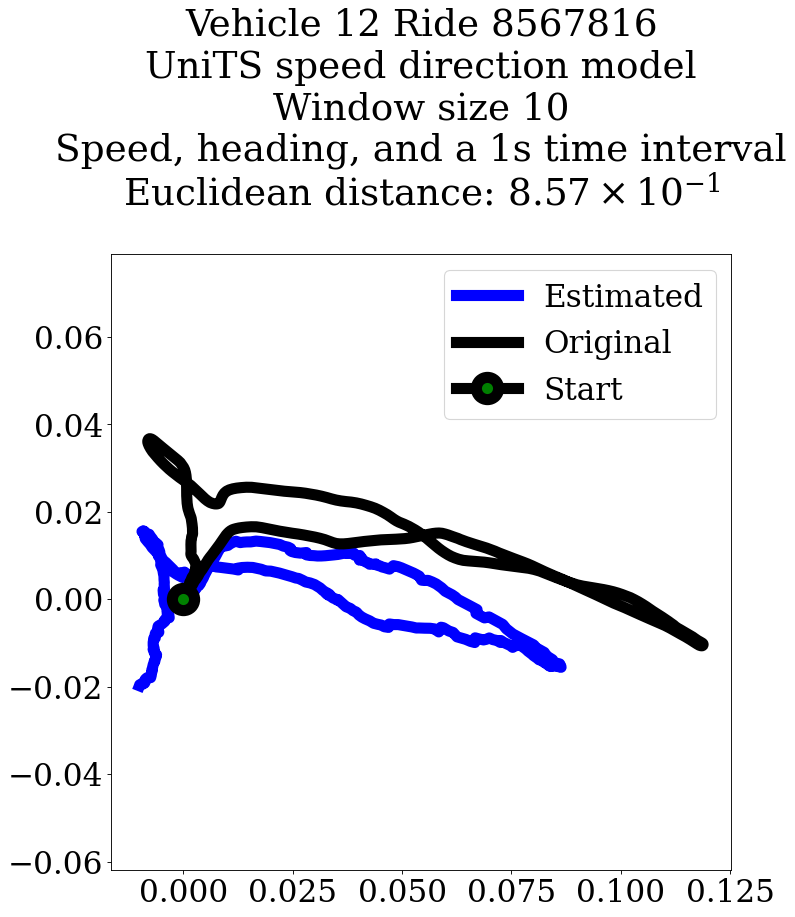 Vehicle 12 Ride 8567816
UniTS speed direction model
Window size 10
Speed, heading, and a 1s time interval
Euclidean distance: 8.57 × 10⁻¹
Estimated
Original
Start
0.06
0.04
0.02
0.00
−0.02
−0.04
−0.06
0.000 0.025 0.050 0.075 0.100 0.125